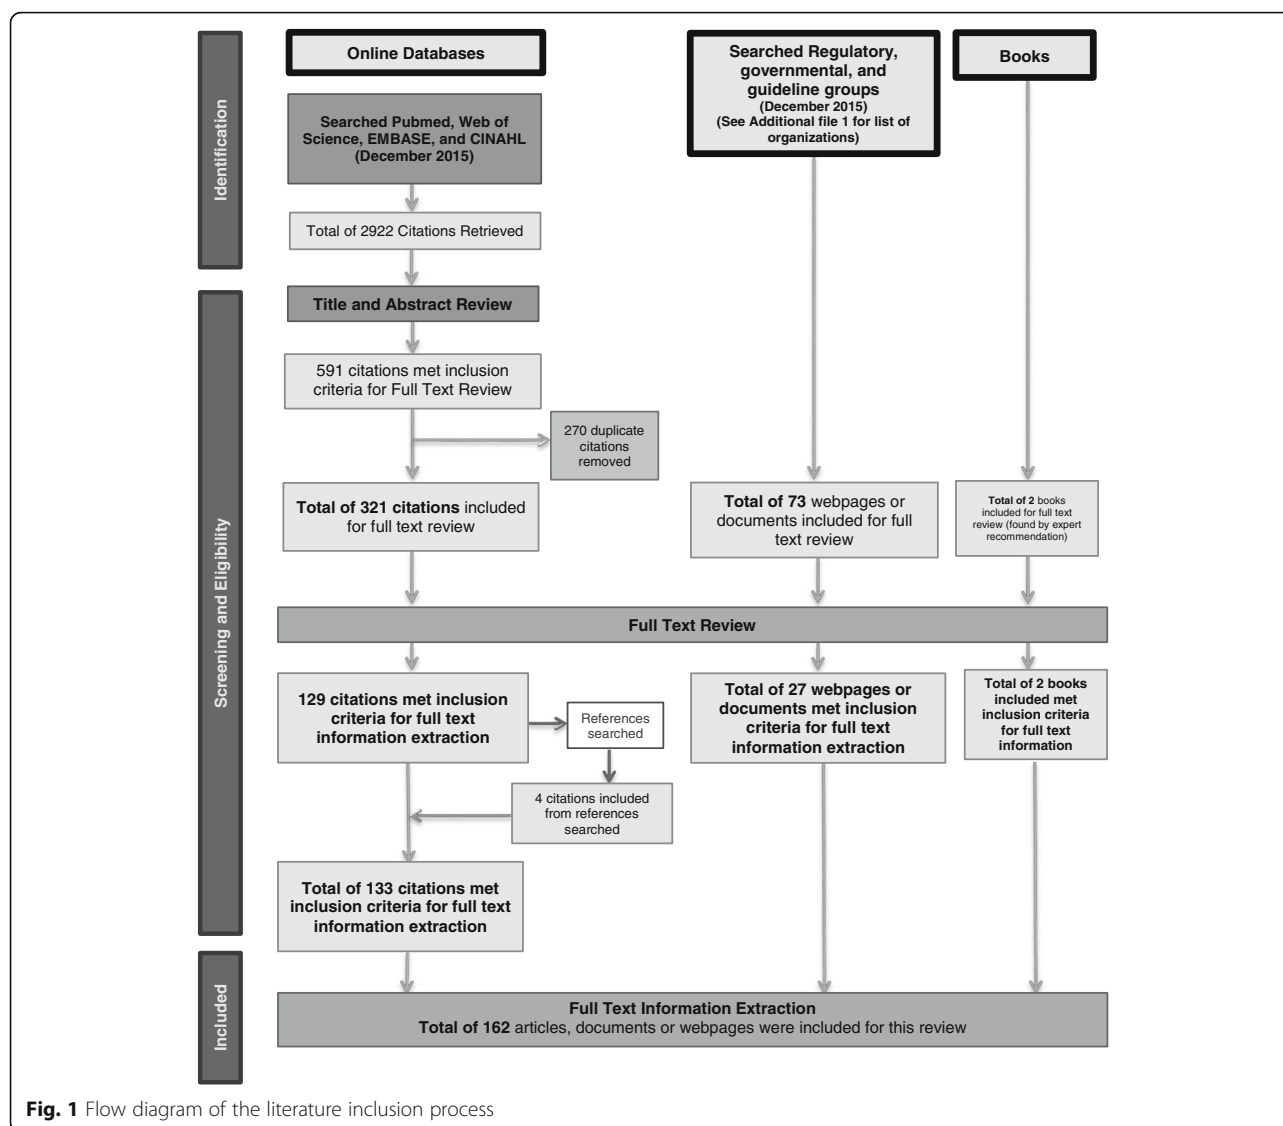 Identification
Online Databases
Searched Pubmed, Web of
Science, EMBASE, and CINAHL
(December 2015)
Total of 2922 Citations Retrieved
Searched Regulatory,
governmental, and
guideline groups
(December 2015)
(See Additional file 1 for list of
organizations)
Books
Screening and Eligibility
Title and Abstract Review
591 citations met inclusion
criteria for Full Text Review
270 duplicate
citations
removed
Total of 321 citations included
for full text review
Total of 73 webpages or
documents included for full
text review
Total of 2 books
included for full text
review (found by expert
recommendation)
Full Text Review
129 citations met inclusion
criteria for full text
information extraction
References
searched
4 citations included
from references
searched
Total of 133 citations met
inclusion criteria for full text
information extraction
Total of 27 webpages or
documents met inclusion
criteria for full text
information extraction
Total of 2 books
included met
inclusion criteria
for full text
information
Included
Full Text Information Extraction
Total of 162 articles, documents or webpages were included for this review
Fig. 1 Flow diagram of the literature inclusion process